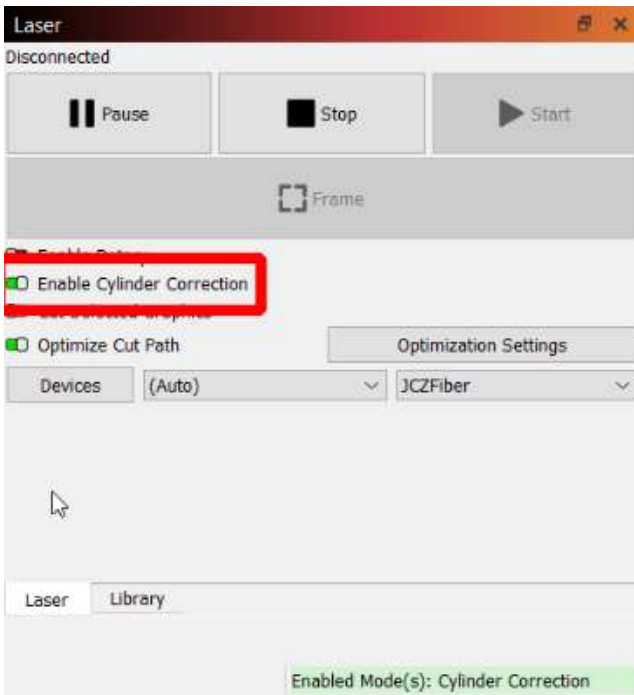 Laser
Disconnected
Pause Stop Start
Frame
Enable Cylinder Correction
Optimize Cut Path Optimization Settings
Devices (Auto) JCZFiber
Laser Library
Enabled Mode(s): Cylinder Correction